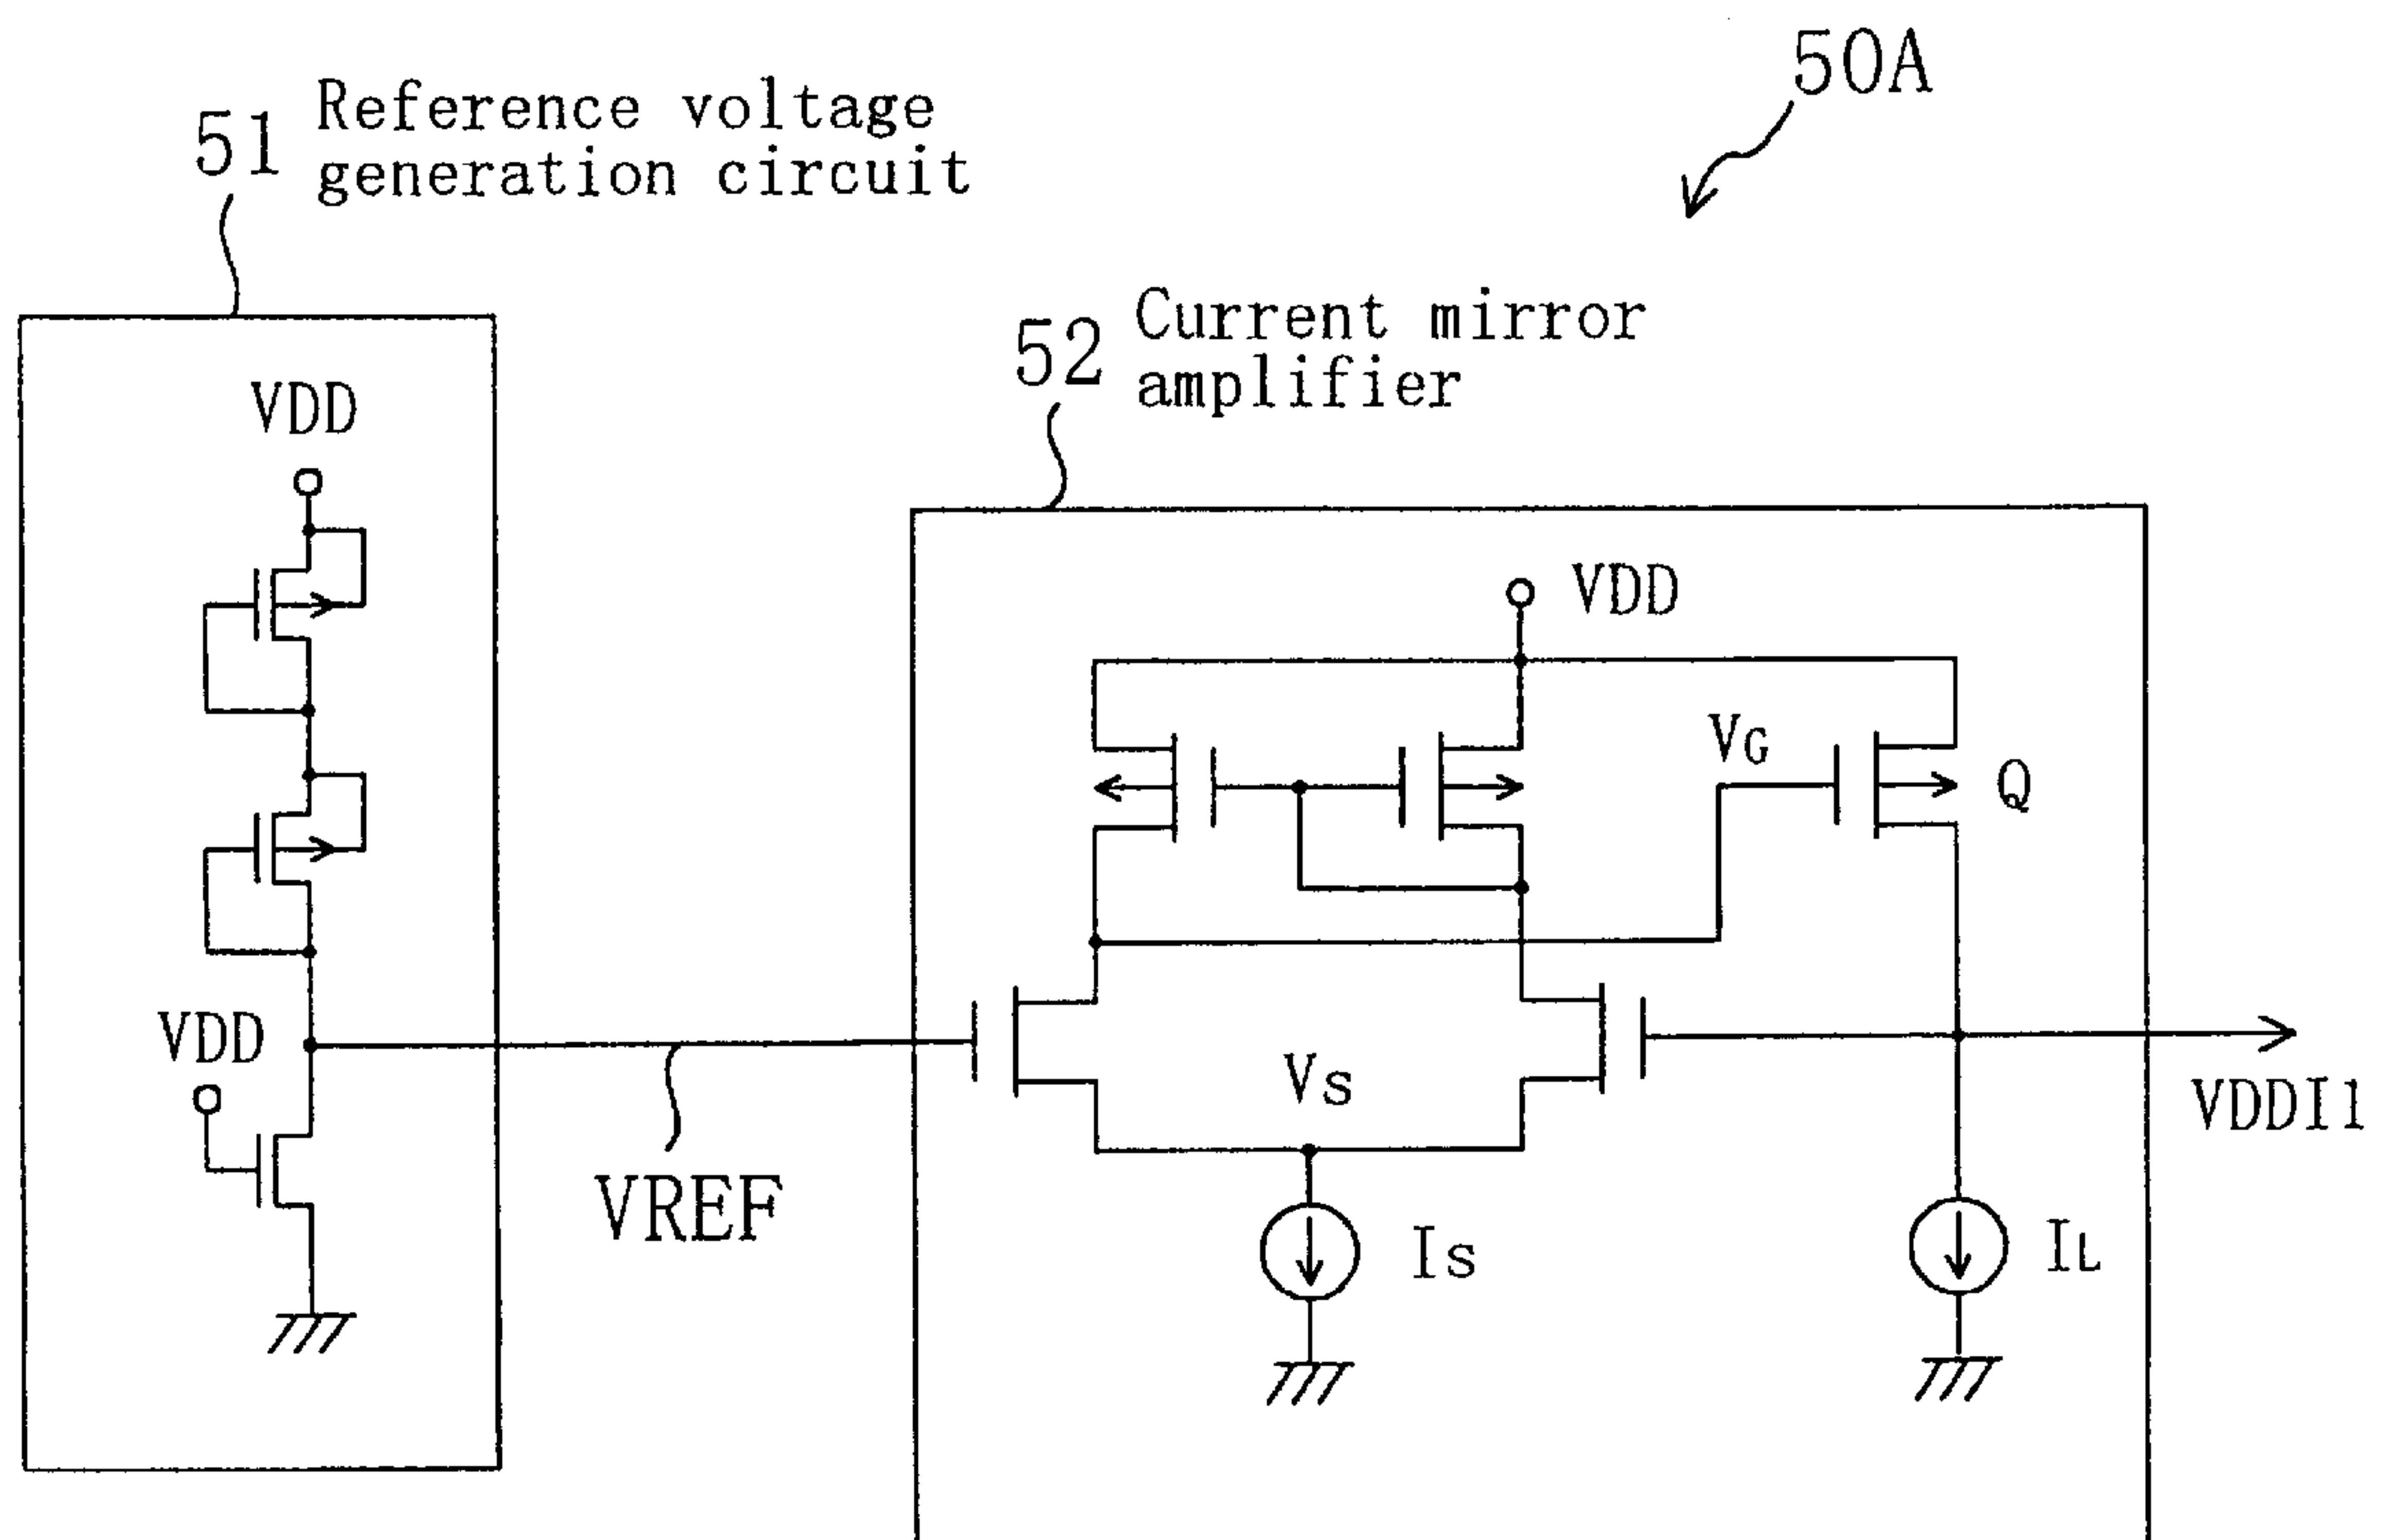 50A
51 Reference voltage
generation circuit
52 Current mirror
amplifier
VDD
VDD
VG
Q
VDD
VS
VDDI1
VREF
IS
IL